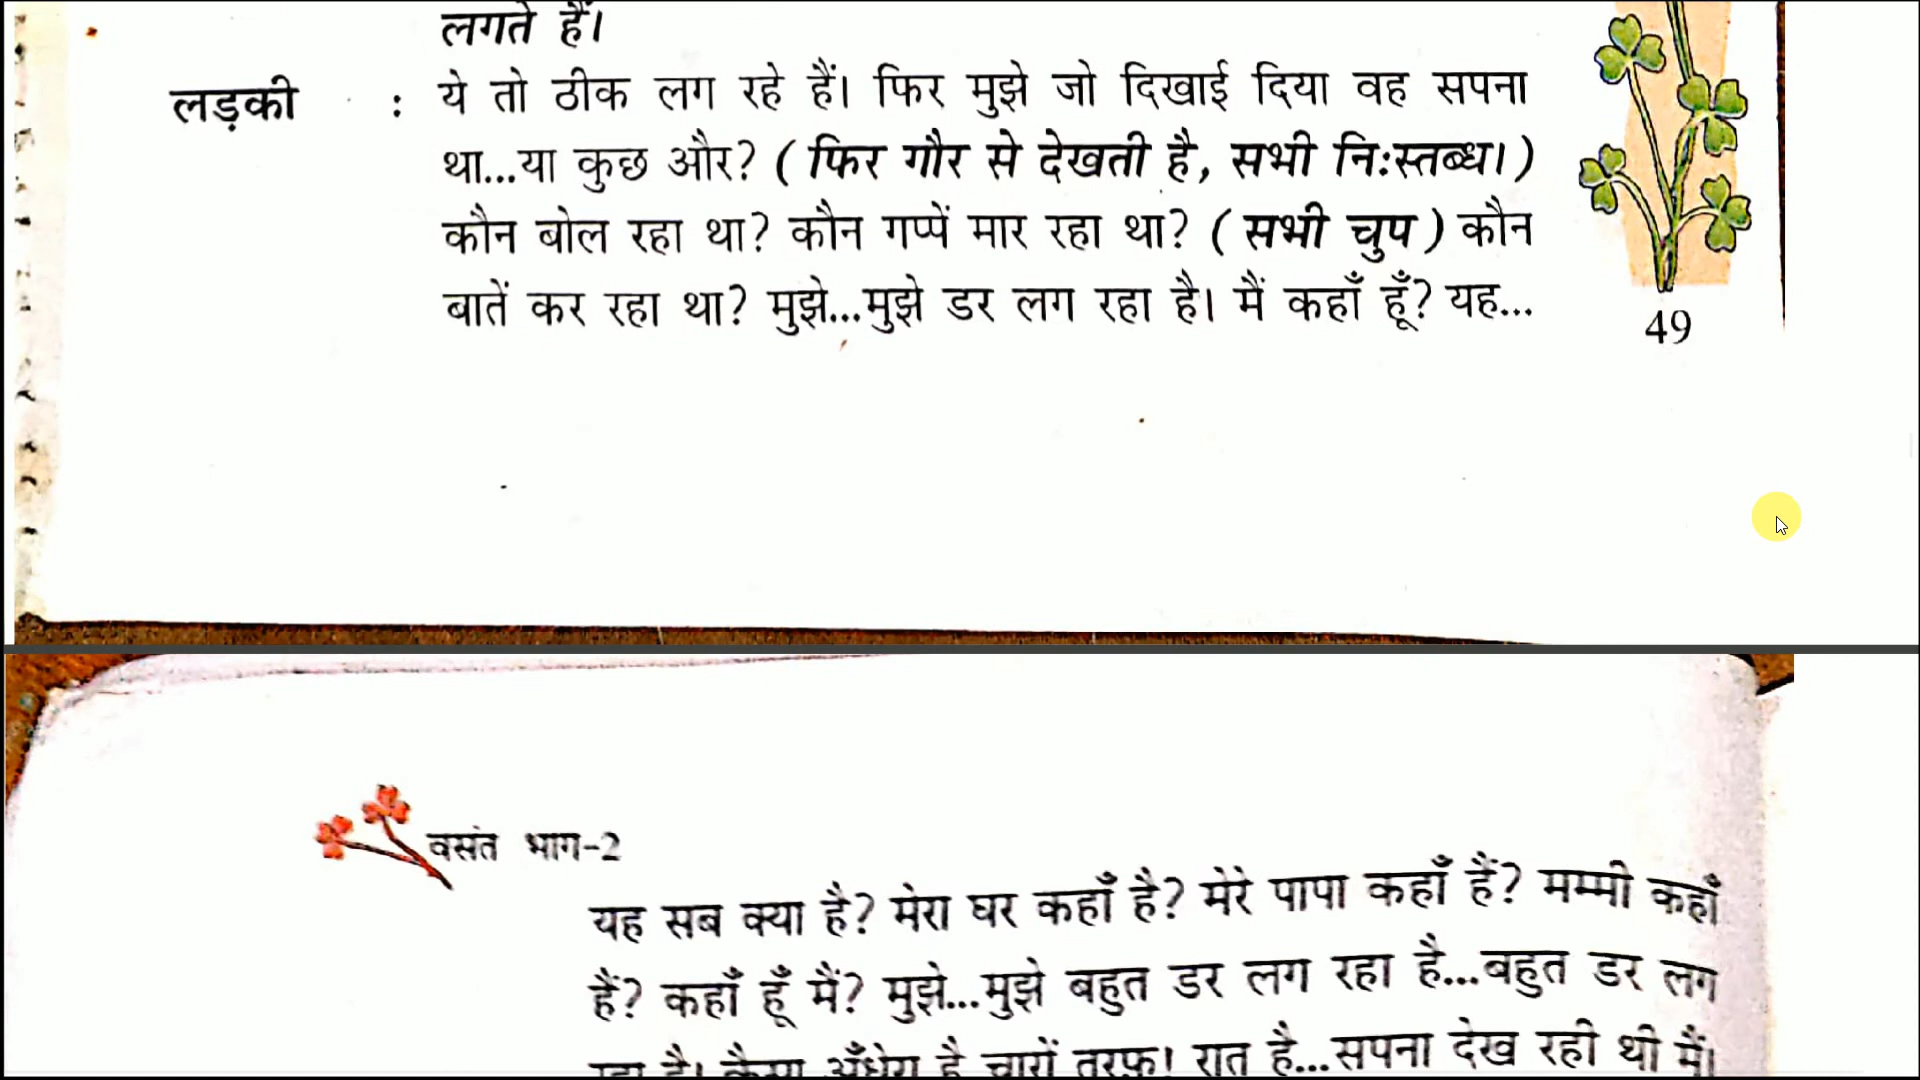 लगते हैं।
लड़की : ये तो ठीक लग रहे हैं। फिर मुझे जो दिखाई दिया वह सपना
था...या कुछ और? ( फिर गौर से देखती है, सभी नि:स्तब्ध।)
कौन बोल रहा था? कौन गप्पें मार रहा था? ( सभी चुप ) कौन
बातें कर रहा था? मुझे...मुझे डर लग रहा है। मैं कहाँ हूँ? यह...
49
वसंत भाग-2
यह सब क्या है? मेरा घर कहाँ है? मेरे पापा कहाँ हैं? मम्मी कहाँ
हैं? कहाँ हूँ मैं? मुझे...मुझे बहुत डर लग रहा है...बहुत डर लग
रहा है। कैसा अँधेरा है चारों तरफ़! रात है...सपना देख रही थी मैं।